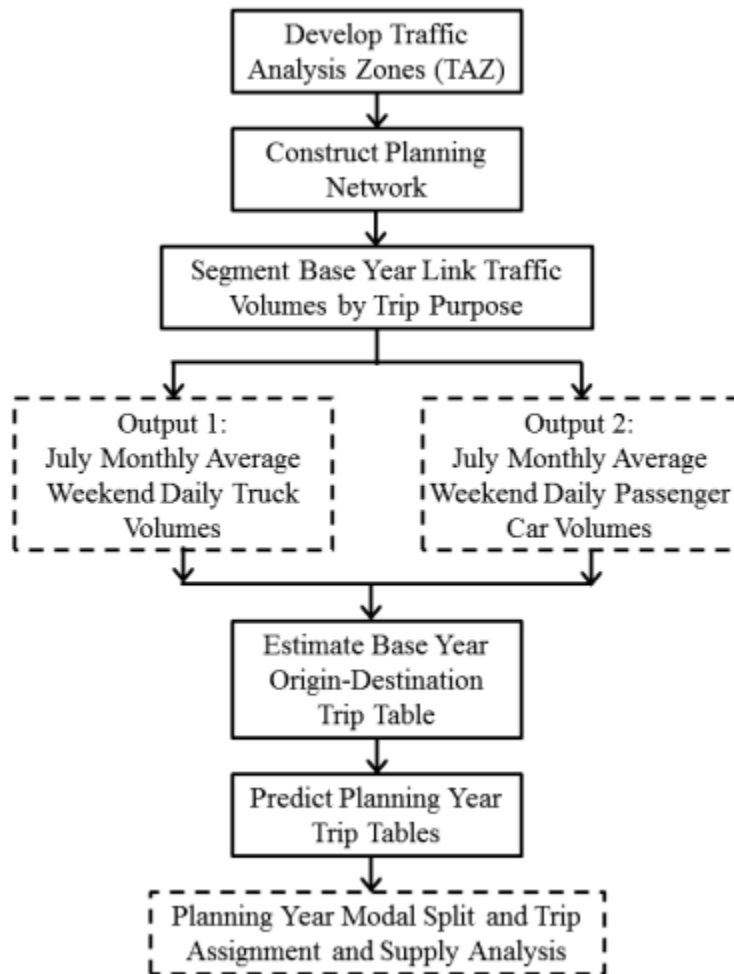 Develop Traffic
Analysis Zones (TAZ)
Construct Planning
Network
Segment Base Year Link Traffic
Volumes by Trip Purpose
Output 1:
July Monthly Average
Weekend Daily Truck
Volumes
Output 2:
July Monthly Average
Weekend Daily Passenger
Car Volumes
Estimate Base Year
Origin-Destination
Trip Table
Predict Planning Year
Trip Tables
Planning Year Modal Split and Trip
Assignment and Supply Analysis